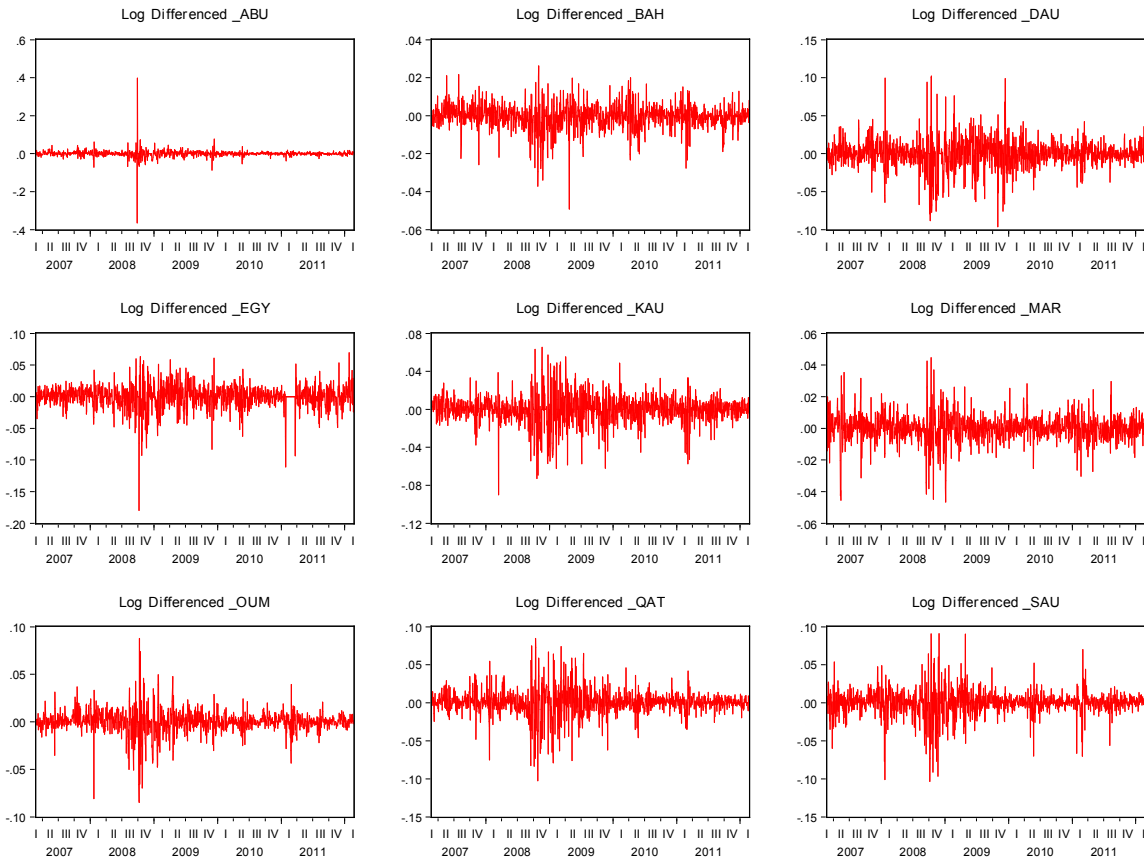 Log Differenced _ABU
.6
.4
.2
.0
-.2
-.4
I II III IV I II III IV I II III IV I II III IV I II III IV I
2007 2008 2009 2010 2011
Log Differenced _BAH
.04
.02
.00
-.02
-.04
-.06
I II III IV I II III IV I II III IV I II III IV I II III IV I
2007 2008 2009 2010 2011
Log Differenced _DAU
.15
.10
.05
.00
-.05
-.10
I II III IV I II III IV I II III IV I II III IV I II III IV I
2007 2008 2009 2010 2011
Log Differenced _EGY
.10
.05
.00
-.05
-.10
-.15
-.20
I II III IV I II III IV I II III IV I II III IV I II III IV I
2007 2008 2009 2010 2011
Log Differenced _KAU
.08
.04
.00
-.04
-.08
-.12
I II III IV I II III IV I II III IV I II III IV I II III IV I
2007 2008 2009 2010 2011
Log Differenced _MAR
.06
.04
.02
.00
-.02
-.04
-.06
I II III IV I II III IV I II III IV I II III IV I II III IV I
2007 2008 2009 2010 2011
Log Differenced _OUM
.10
.05
.00
-.05
-.10
I II III IV I II III IV I II III IV I II III IV I II III IV I
2007 2008 2009 2010 2011
Log Differenced _QAT
.10
.05
.00
-.05
-.10
-.15
I II III IV I II III IV I II III IV I II III IV I II III IV I
2007 2008 2009 2010 2011
Log Differenced _SAU
.10
.05
.00
-.05
-.10
-.15
I II III IV I II III IV I II III IV I II III IV I II III IV I
2007 2008 2009 2010 2011